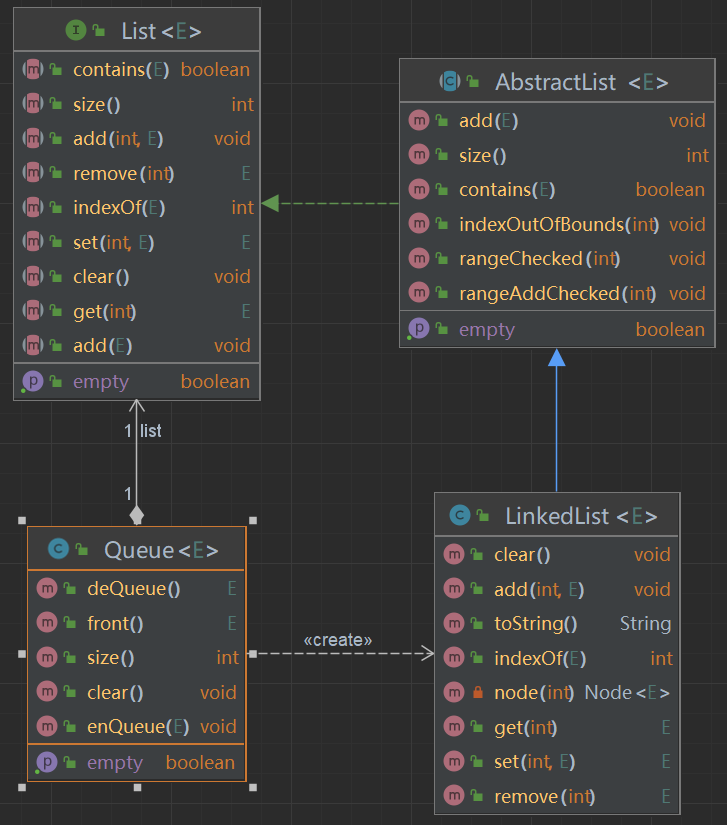 I List<E>
m contains(E) boolean
m size() int
m add(int, E) void
m remove(int) E
m indexOf(E) int
m set(int, E) E
m clear() void
m get(int) E
m add(E) void
p empty boolean
C AbstractList <E>
m add(E) void
m size() int
m contains(E) boolean
m indexOutOfBounds(int) void
m rangeChecked(int) void
m rangeAddChecked(int) void
p empty boolean
1 list
1
C Queue<E>
m deQueue() E
m front() E
m size() int
m clear() void
m enQueue(E) void
p empty boolean
«create»
C LinkedList<E>
m clear() void
m add(int, E) void
m toString() String
m indexOf(E) int
m node(int) Node<E>
m get(int) E
m set(int, E) E
m remove(int) E